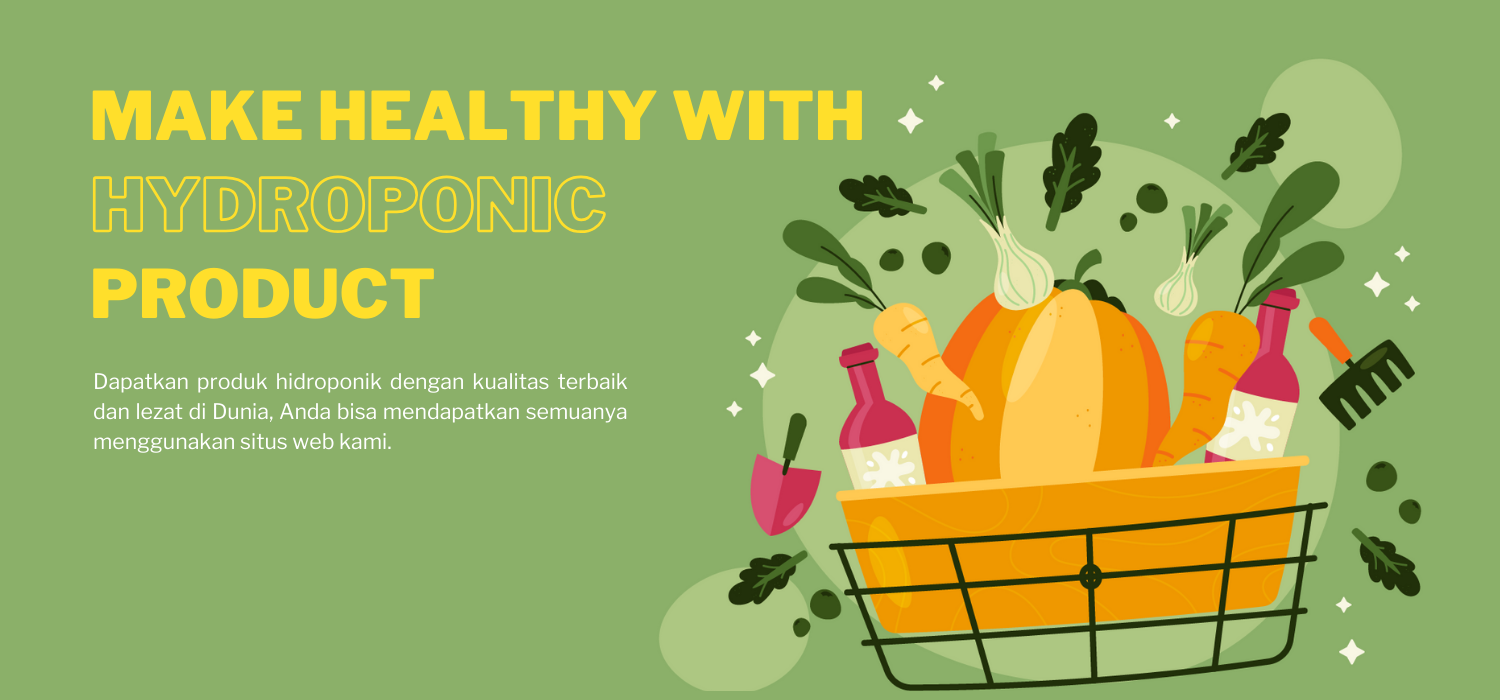 MAKE HEALTHY WITH
HYDROPONIC
PRODUCT
Dapatkan produk hidroponik dengan kualitas terbaik
dan lezat di Dunia, Anda bisa mendapatkan semuanya
menggunakan situs web kami.